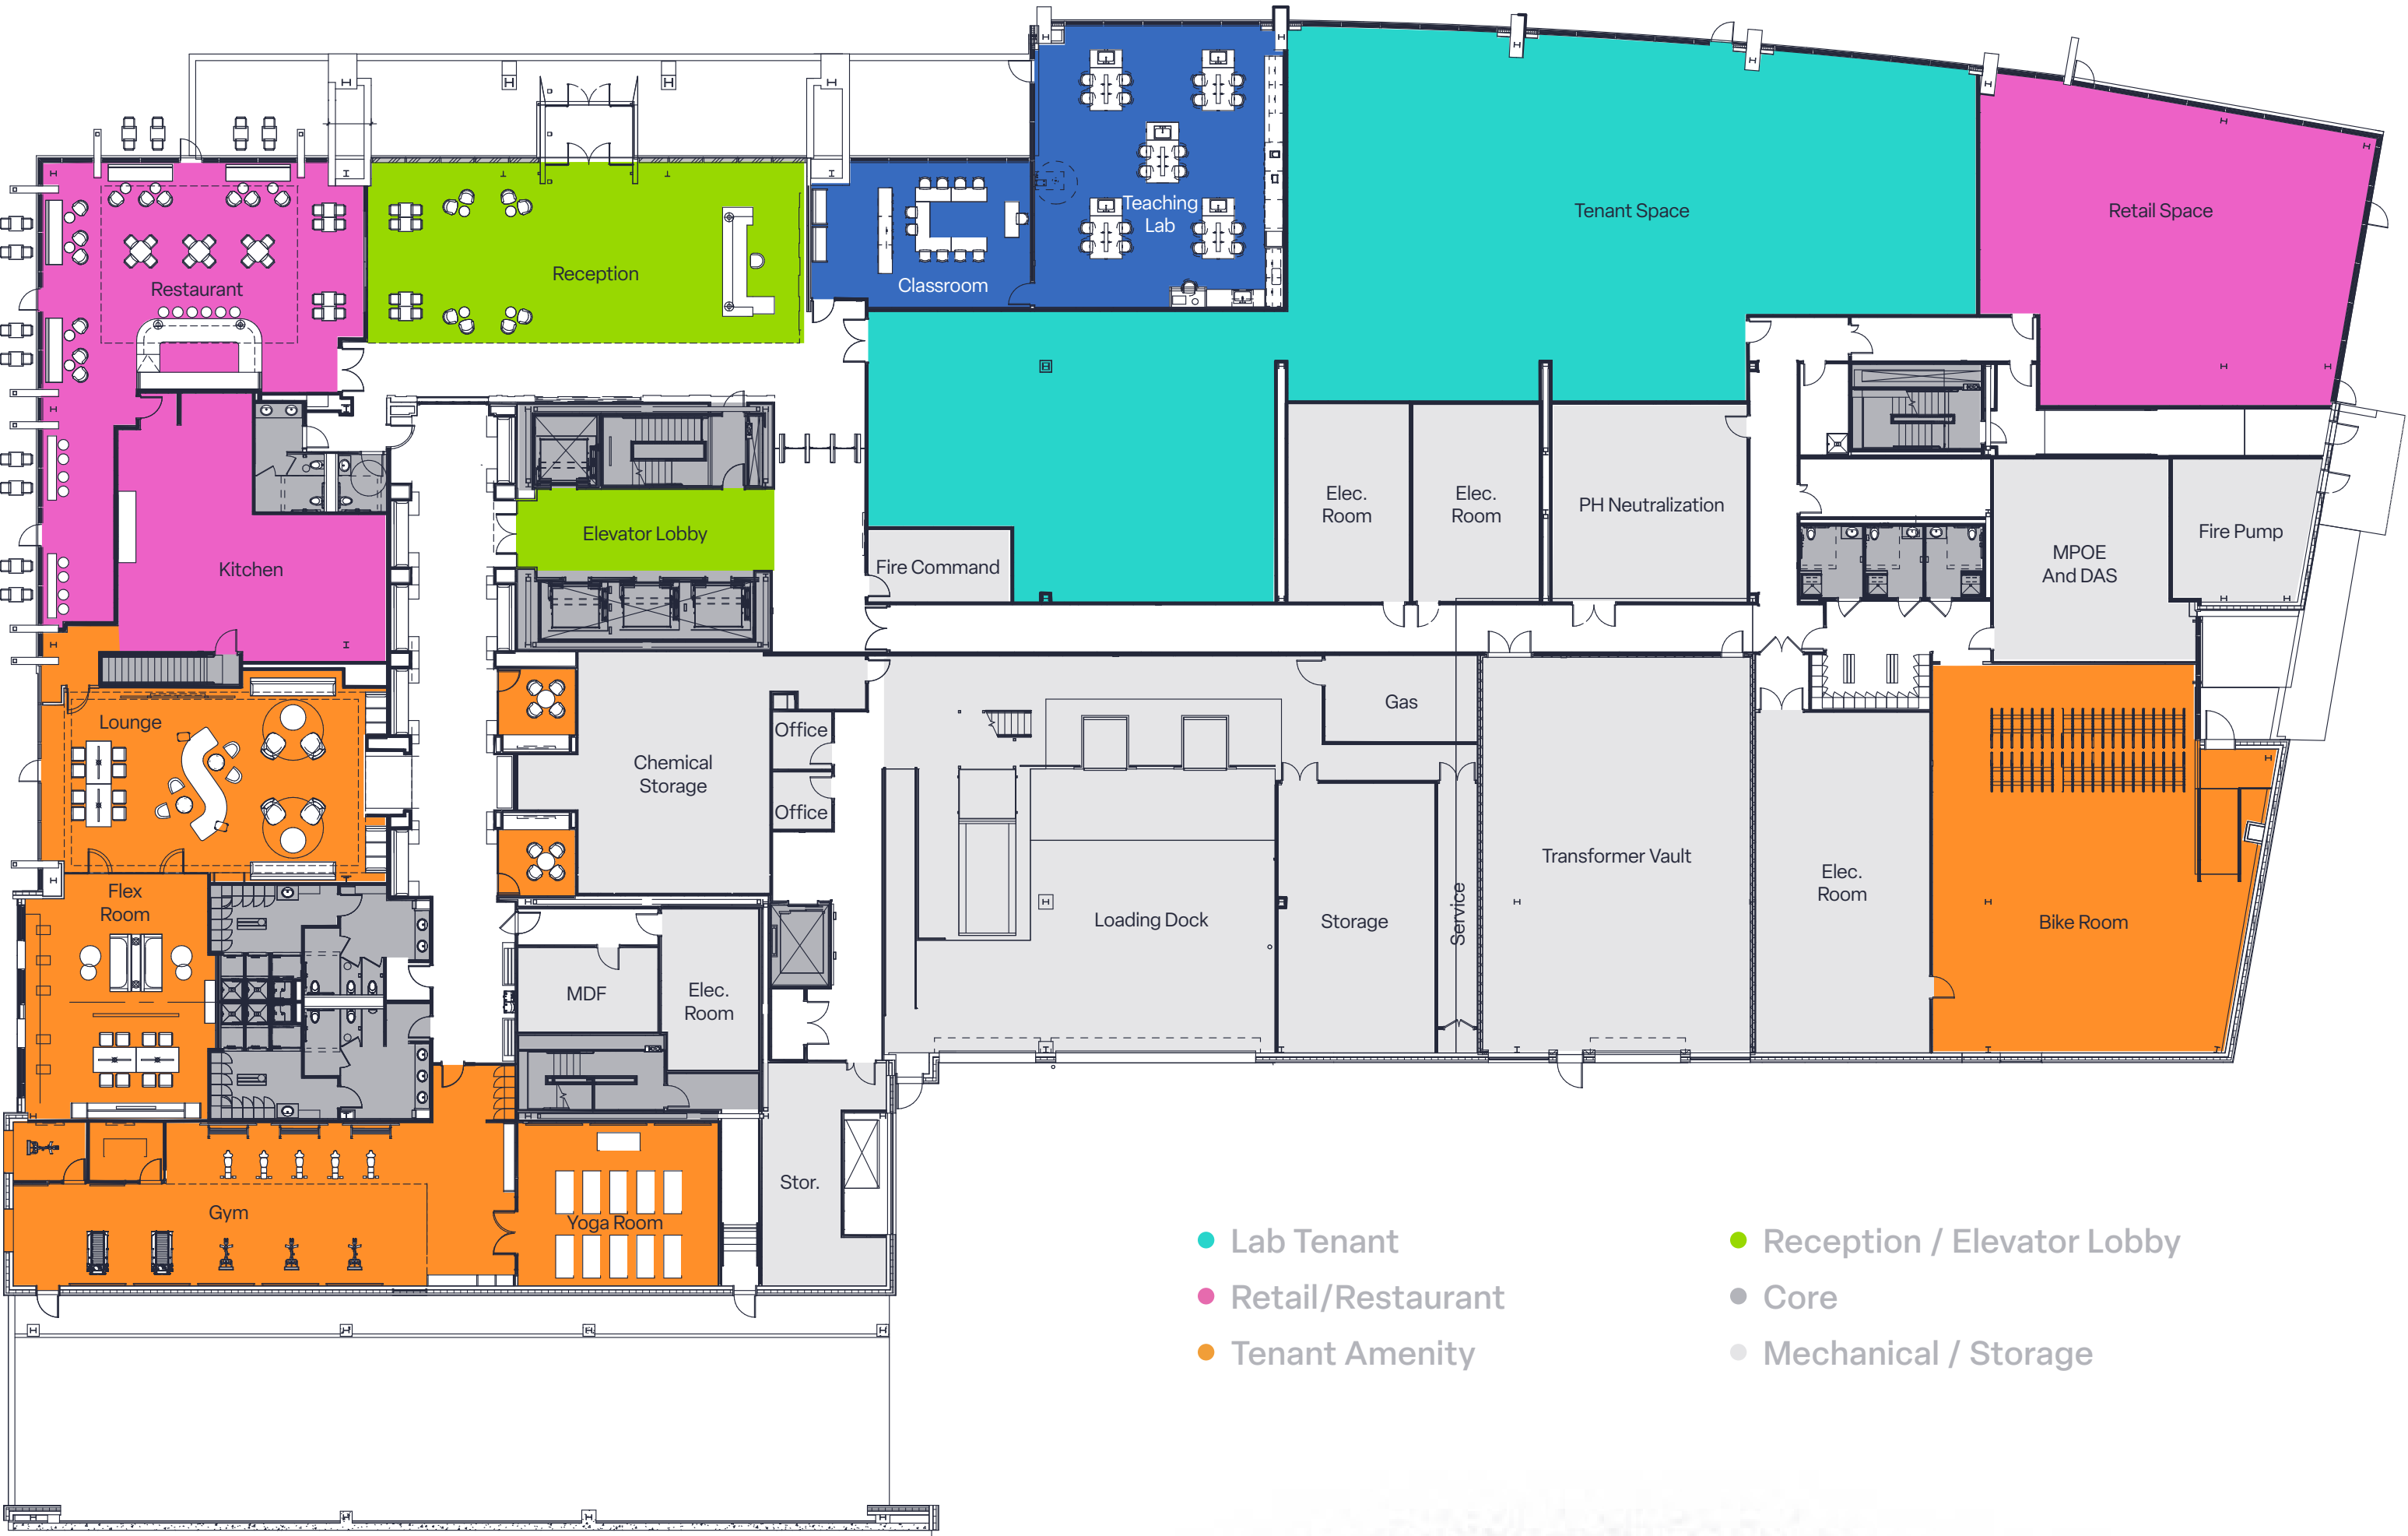 Teaching
Lab
Tenant Space
Retail Space
Reception
Classroom
Restaurant
Elec.
Room
Elec.
Room
PH Neutralization
Elevator Lobby
Fire Command
Fire Pump
MPOE
And DAS
Kitchen
Lounge
Office
Gas
Chemical
Storage
Office
Transformer Vault
Flex
Room
Elec.
Room
Loading Dock
Storage
Service
Bike Room
MDF
Elec.
Room
Stor.
Gym
Yoga Room
Lab Tenant
Retail/Restaurant
Tenant Amenity
Reception / Elevator Lobby
Core
Mechanical / Storage